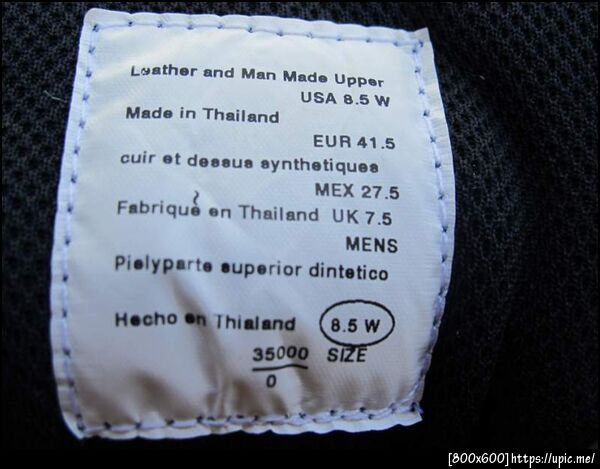 Leather and Man Made Upper
USA 8.5 W
Made in Thailand
EUR 41.5
cuir et dessus synthetiques
MEX 27.5
Fabrique en Thailand UK 7.5
MENS
Pielyparte superior dintetico
Hecho en Thialand 8.5 W
35000 SIZE
0
[800x600]https://upic.me/